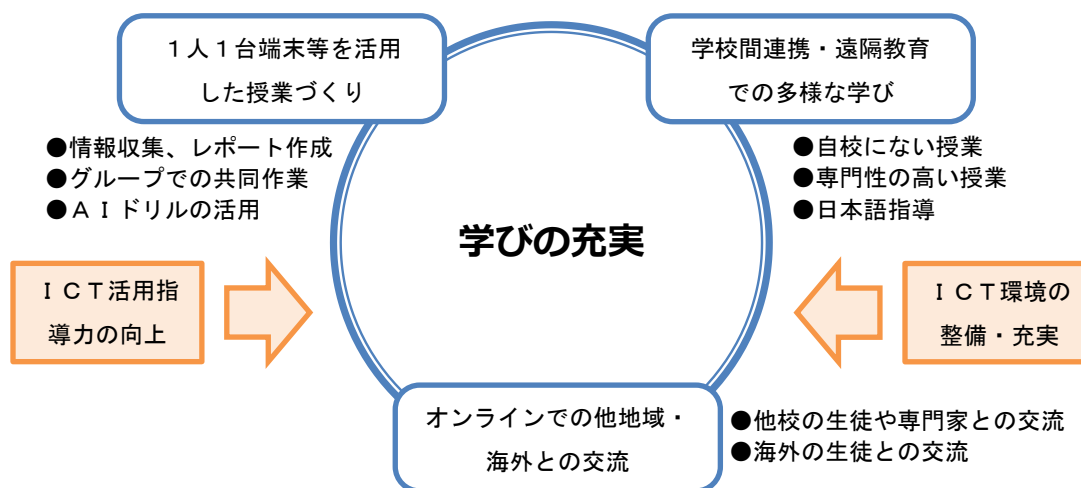 １人１台端末等を活用
した授業づくり
学校間連携・遠隔教育
での多様な学び
●情報収集、レポート作成
●グループでの共同作業
●ＡＩドリルの活用
●自校にない授業
●専門性の高い授業
●日本語指導
学びの充実
ＩＣＴ活用指
導力の向上
ＩＣＴ環境の
整備・充実
オンラインでの他地域・
海外との交流
●他校の生徒や専門家との交流
●海外の生徒との交流